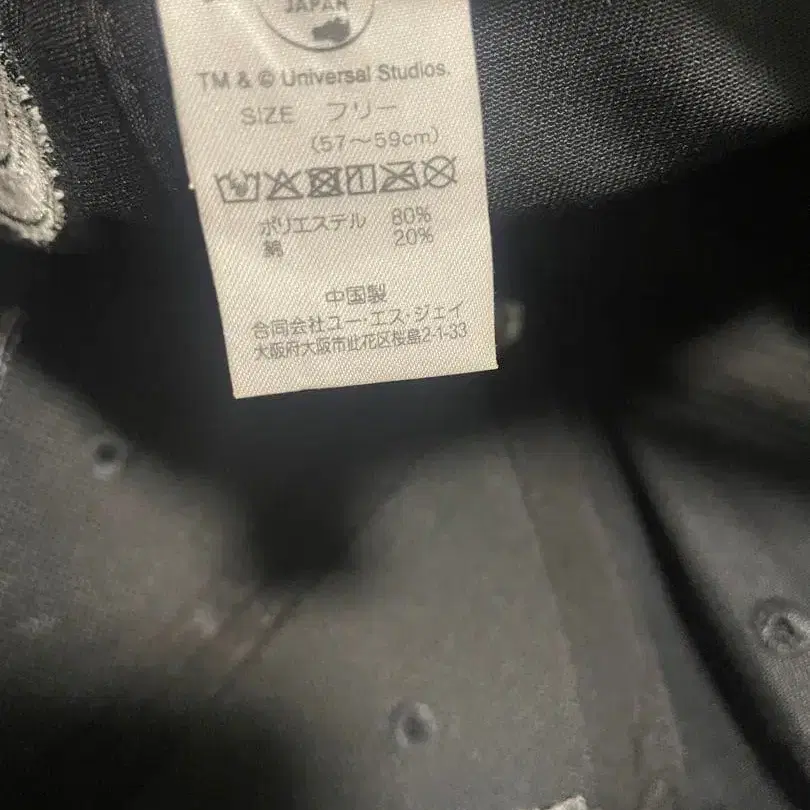 JAPAN
TM & © Universal Studios.
SIZE フリー
(57～59cm)
ポリエステル 80%
綿 20%
中国製
合同会社ユー・エス・ジェイ
大阪府大阪市此花区桜島2-1-33